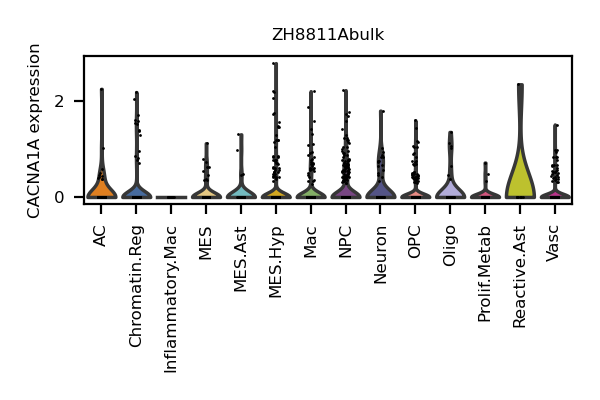 ZH8811Abulk
CACNA1A expression
2
0
AC
Chromatin.Reg
Inflammatory.Mac
MES
MES.Ast
MES.Hyp
Mac
NPC
Neuron
OPC
Oligo
Prolif.Metab
Reactive.Ast
Vasc